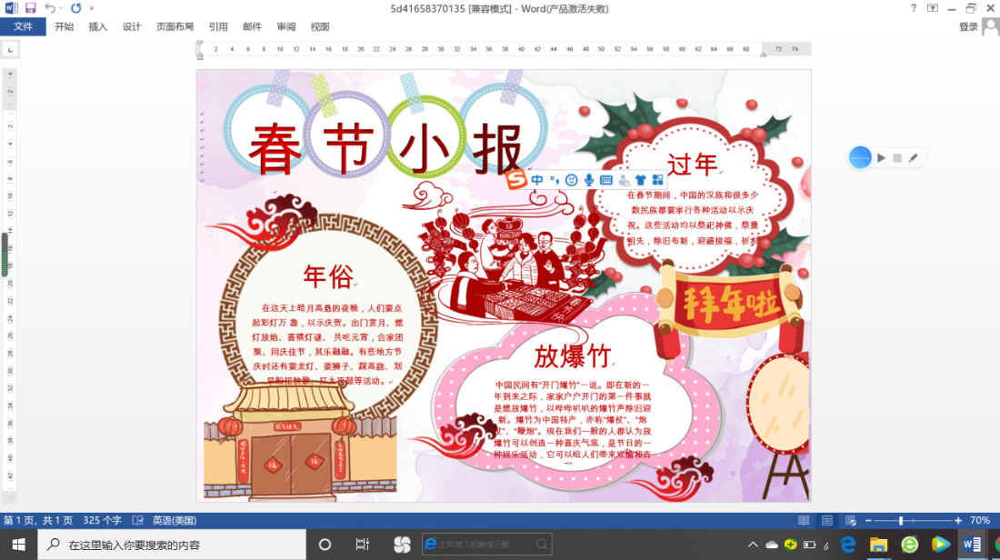 5d41658370135 [兼容模式] - Word(产品激活失败)
文件 开始 插入 设计 页面布局 引用 邮件 审阅 视图
登录
2 4 6 8 10 12 14 16 18 20 22 24 26 28 30 32 34 36 38 40 42 44 46 48 50 52 54 56 58 60 62 64 66 68 72 74
春节小报
中
过年
在春节期间，中国的汉族和很多少
数民族都要举行各种活动以示庆
祝。这些活动均以祭祀神佛，祭奠
祖先，除旧布新，迎禧接福，祈求
拜年啦
年俗
在这天上皓月高悬的夜晚，人们要点
起彩灯万 盏，以示庆贺。出门赏月、燃
灯放焰、喜猜灯谜、 共吃元宵，合家团
聚、同庆佳节，其乐融融。有些地方节
庆时还有耍龙灯、耍狮子、踩高跷、划
旱船扭秧歌、打太平鼓等活动。
福 福
放爆竹
中国民间有“开门爆竹”一说。即在新的一
年到来之际，家家户户开门的第一件事就
是燃放爆竹，以哔哔叭叭的爆竹声除旧迎
新。爆竹为中国特产，亦称“爆仗”、“炮
仗”、“鞭炮”。现在我们一般的人都认为放
爆竹可以创造一种喜庆气氛，是节日的一
种娱乐活动，它可以给人们带来欢愉和吉
第 1 页，共 1 页 325 个字 英语(美国)
70%
在这里输入你要搜索的内容